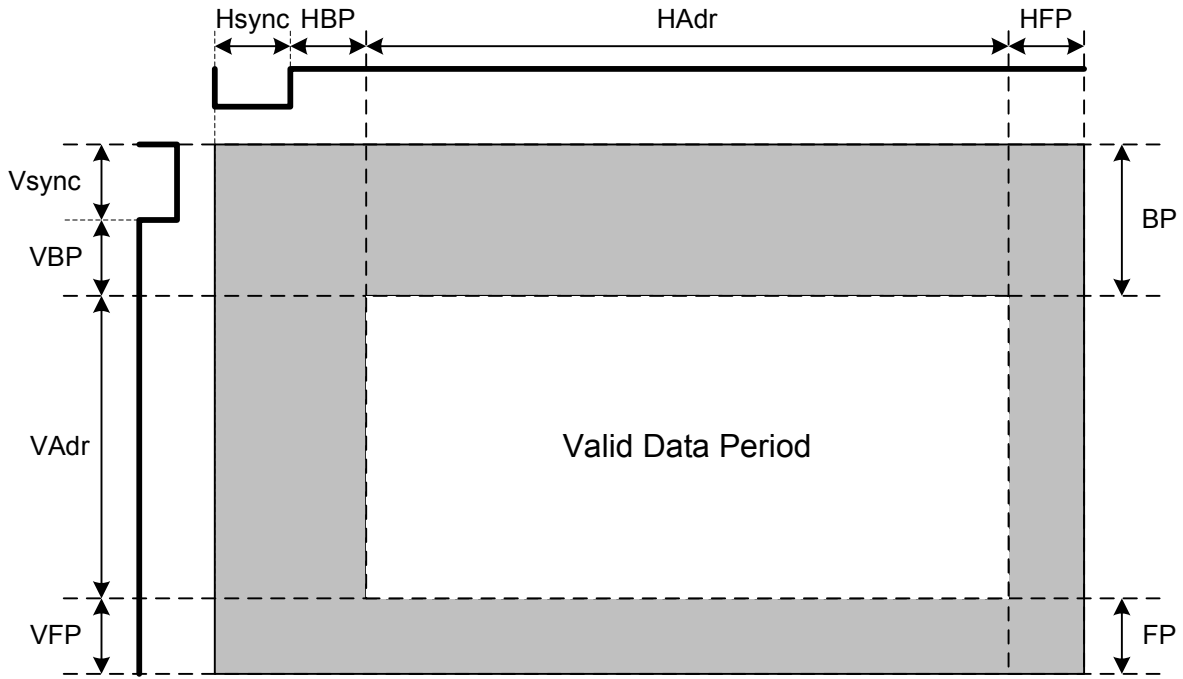 Hsync HBP HAdr HFP
Vsync
BP
VBP
VAdr
Valid Data Period
VFP
FP